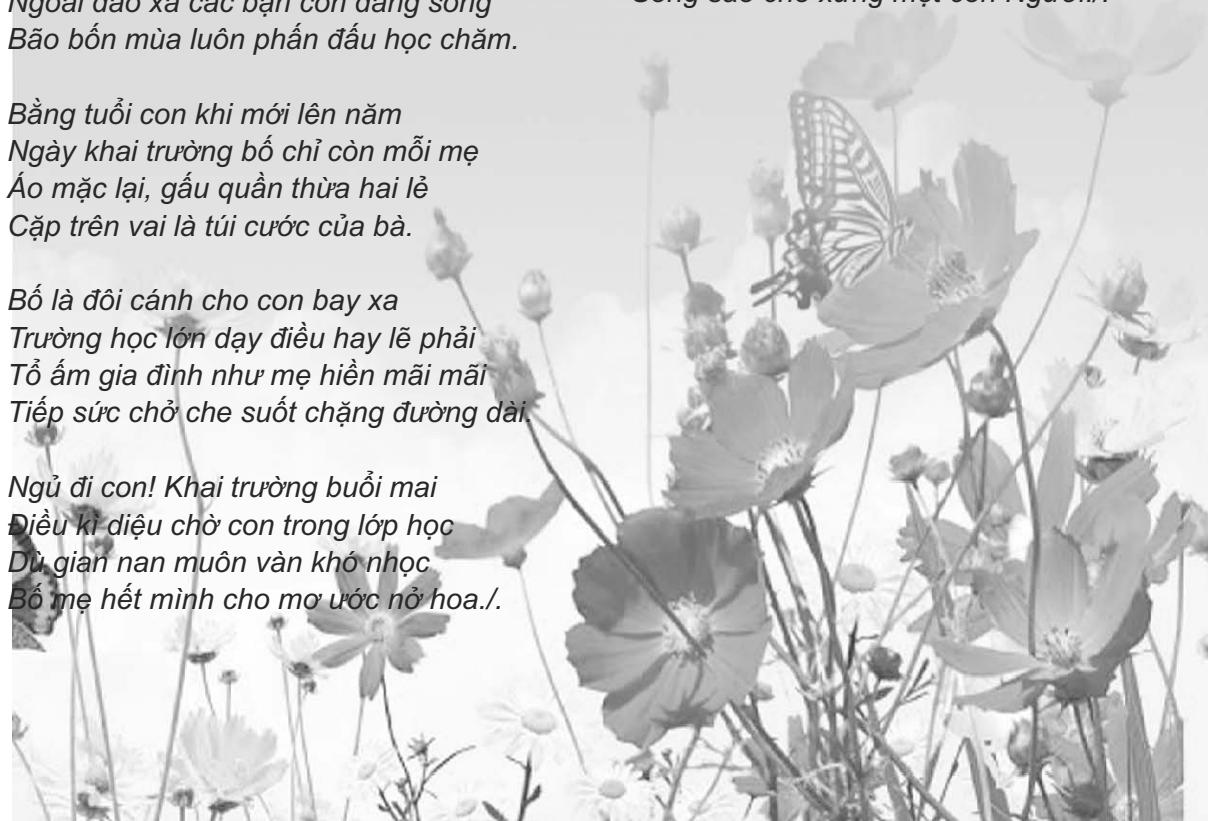 Ngoài đảo xa các bạn con đang sống
Bão bốn mùa luôn phấn đấu học chăm.

Bằng tuổi con khi mới lên năm
Ngày khai trường bố chỉ còn mỗi mẹ
Áo mặc lại, gấu quần thừa hai lẻ
Cặp trên vai là túi cước của bà.

Bố là đôi cánh cho con bay xa
Trường học lớn dạy điều hay lẽ phải
Tổ ấm gia đình như mẹ hiền mãi mãi
Tiếp sức chở che suốt chặng đường dài.

Ngủ đi con! Khai trường buổi mai
Điều kì diệu chờ con trong lớp học
Dù gian nan muôn vàn khó nhọc
Bố mẹ hết mình cho mơ ước nở hoa./.

Sống sao cho xứng một con Người./.